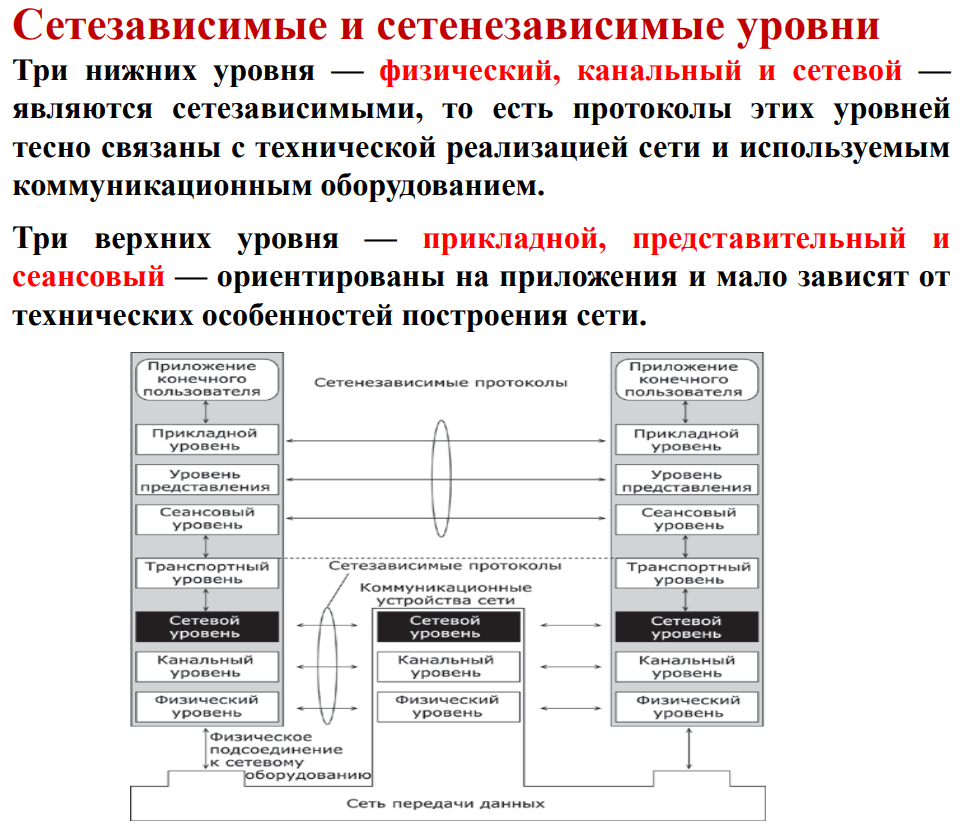 Сетезависимые и сетенезависимые уровни
Три нижних уровня — физический, канальный и сетевой —
являются сетезависимыми, то есть протоколы этих уровней
тесно связаны с технической реализацией сети и используемым
коммуникационным оборудованием.
Три верхних уровня — прикладной, представительный и
сеансовый — ориентированы на приложения и мало зависят от
технических особенностей построения сети.
Приложение
конечного
пользователя
Сетенезависимые протоколы
Приложение
конечного
пользователя
Прикладной
уровень
Прикладной
уровень
Уровень
представления
Уровень
представления
Сеансовый
уровень
Сеансовый
уровень
Транспортный
уровень
Сетезависимые протоколы
Транспортный
уровень
Коммуникационные
устройства сети
Сетевой
уровень
Сетевой
уровень
Сетевой
уровень
Канальный
уровень
Канальный
уровень
Канальный
уровень
Физический
уровень
Физический
уровень
Физический
уровень
Физическое
подсоединение
к сетевому
оборудованию
Сеть передачи данных